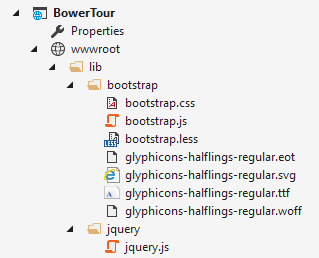 BowerTour
Properties
wwwroot
lib
bootstrap
bootstrap.css
bootstrap.js
bootstrap.less
glyphicons-halflings-regular.eot
glyphicons-halflings-regular.svg
glyphicons-halflings-regular.ttf
glyphicons-halflings-regular.woff
jquery
jquery.js